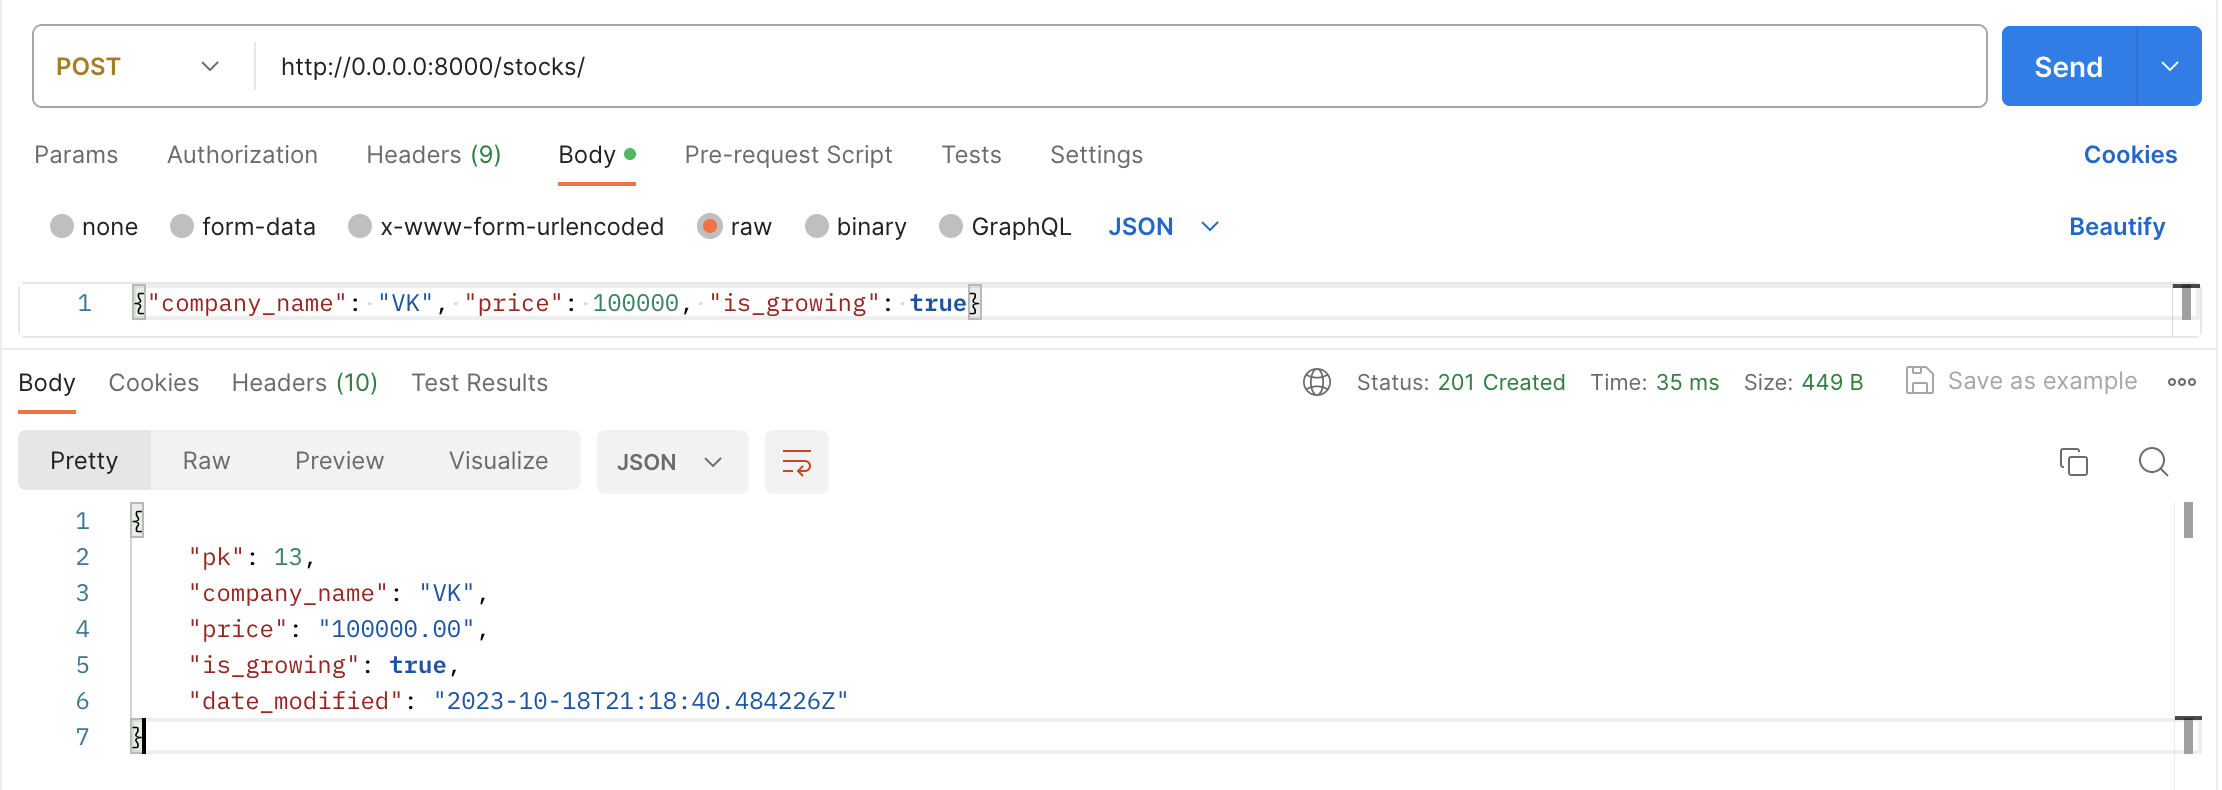 POST http://0.0.0.0:8000/stocks/ Send
Params Authorization Headers (9) Body Pre-request Script Tests Settings Cookies
none form-data x-www-form-urlencoded raw binary GraphQL JSON Beautify
1 {"company_name": "VK", "price": 100000, "is_growing": true}
Body Cookies Headers (10) Test Results Status: 201 Created Time: 35 ms Size: 449 B Save as example
Pretty Raw Preview Visualize JSON
1 {
2 "pk": 13,
3 "company_name": "VK",
4 "price": "100000.00",
5 "is_growing": true,
6 "date_modified": "2023-10-18T21:18:40.484226Z"
7 }